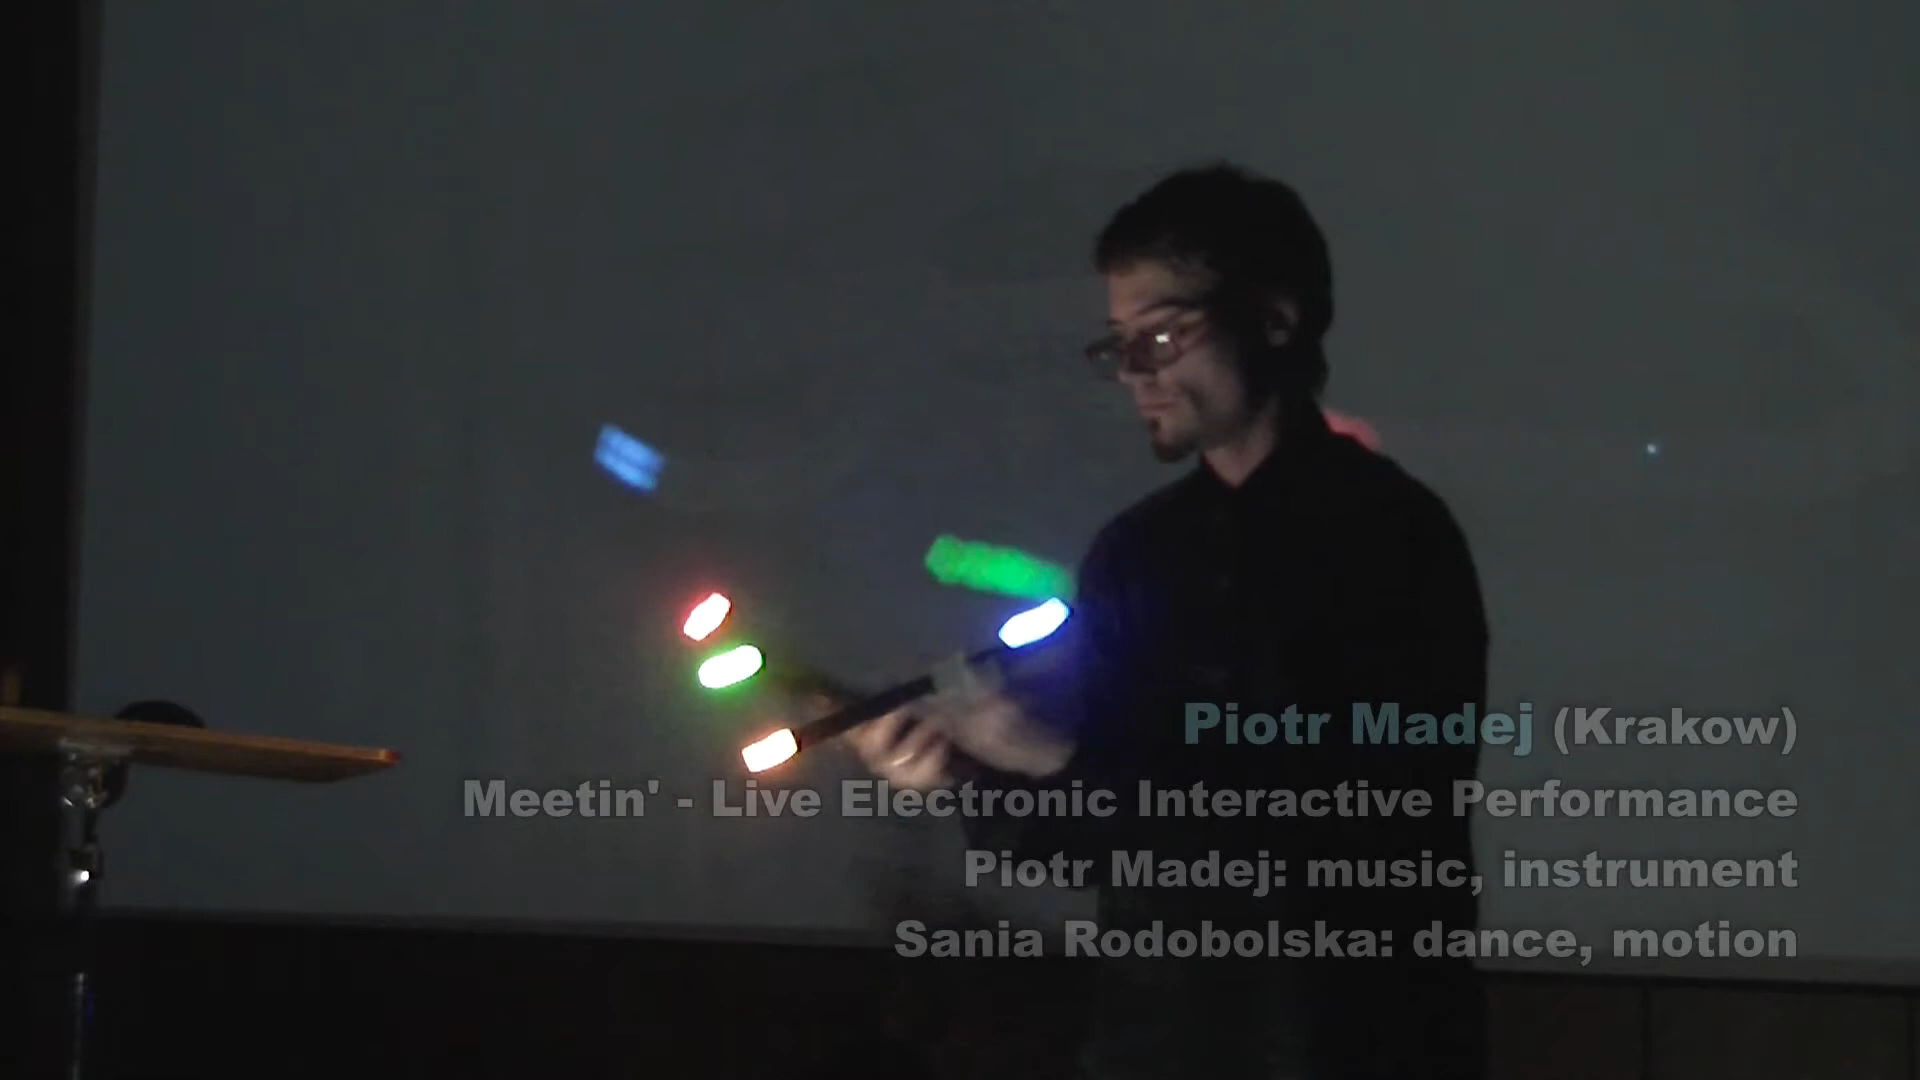 Piotr Madej (Krakow)
Meetin' - Live Electronic Interactive Performance
Piotr Madej: music, instrument
Sania Rodobolska: dance, motion